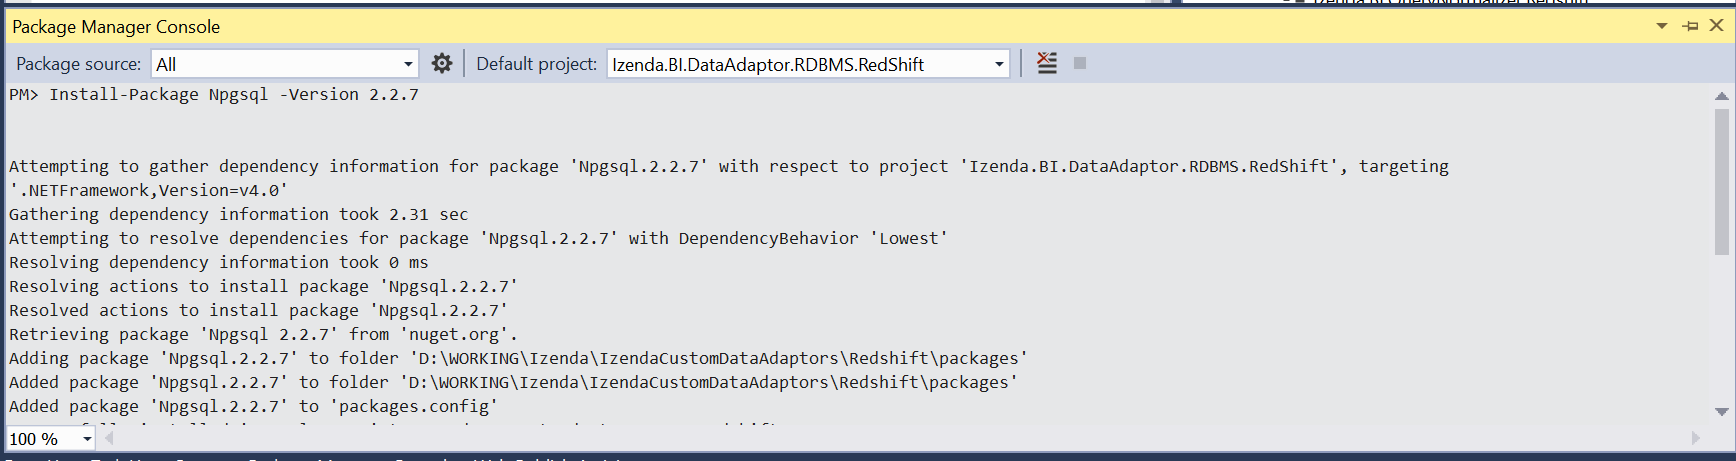 Package Manager Console
Package source: All Default project: Izenda.BI.DataAdaptor.RDBMS.RedShift
PM> Install-Package Npgsql -Version 2.2.7
Attempting to gather dependency information for package 'Npgsql.2.2.7' with respect to project 'Izenda.BI.DataAdaptor.RDBMS.RedShift', targeting
'.NETFramework,Version=v4.0'
Gathering dependency information took 2.31 sec
Attempting to resolve dependencies for package 'Npgsql.2.2.7' with DependencyBehavior 'Lowest'
Resolving dependency information took 0 ms
Resolving actions to install package 'Npgsql.2.2.7'
Resolved actions to install package 'Npgsql.2.2.7'
Retrieving package 'Npgsql 2.2.7' from 'nuget.org'.
Adding package 'Npgsql.2.2.7' to folder 'D:\WORKING\Izenda\IzendaCustomDataAdaptors\Redshift\packages'
Added package 'Npgsql.2.2.7' to folder 'D:\WORKING\Izenda\IzendaCustomDataAdaptors\Redshift\packages'
Added package 'Npgsql.2.2.7' to 'packages.config'
100 %